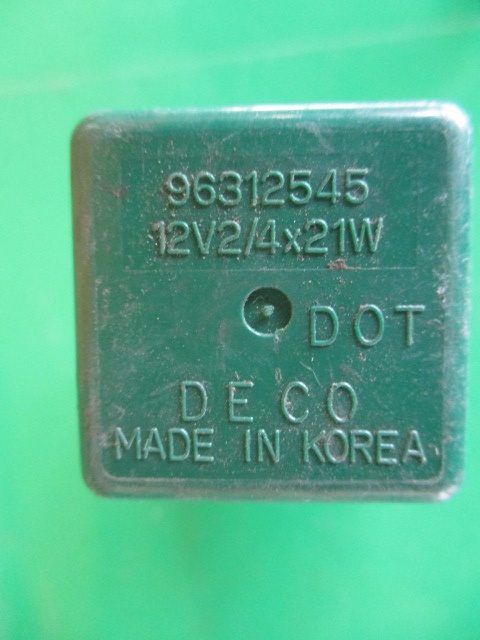 96312545
12V2/4x21W
DOT
DECO
MADE IN KOREA